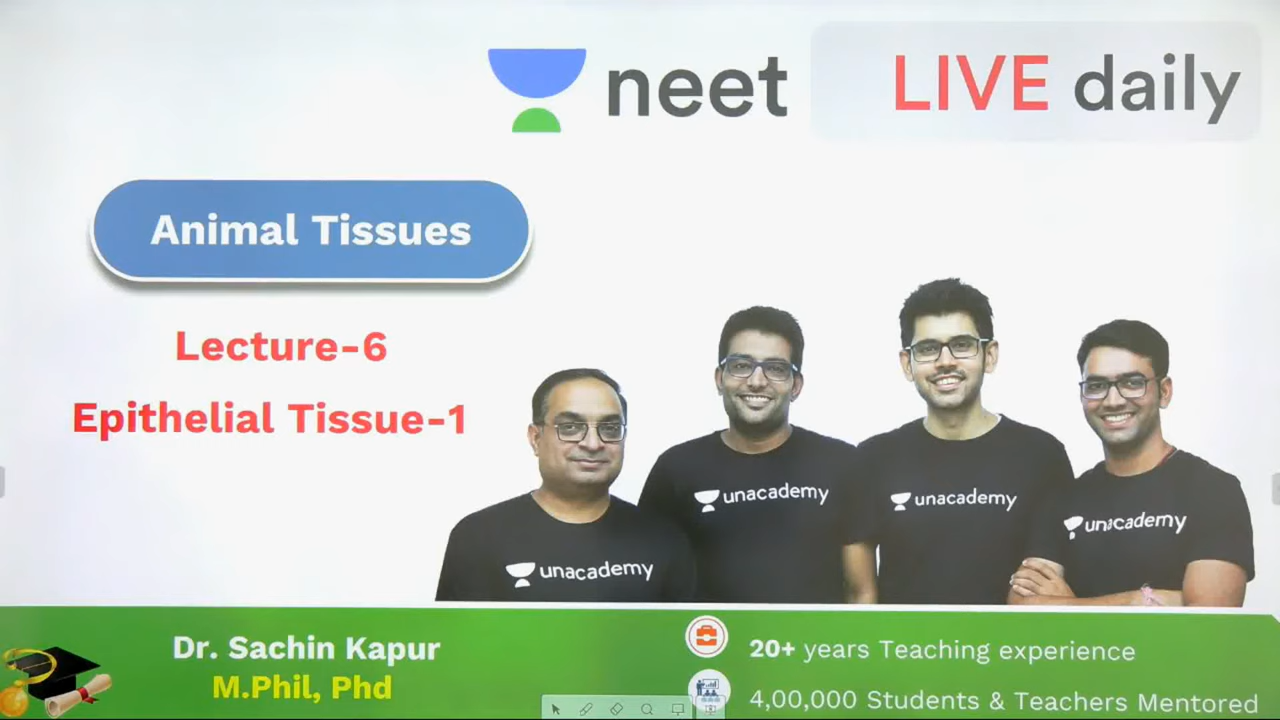 neet LIVE daily
Animal Tissues
Lecture-6
Epithelial Tissue-1
unacademy
unacademy
unacademy
unacademy
Dr. Sachin Kapur
M.Phil, Phd
20+ years Teaching experience
4,00,000 Students & Teachers Mentored